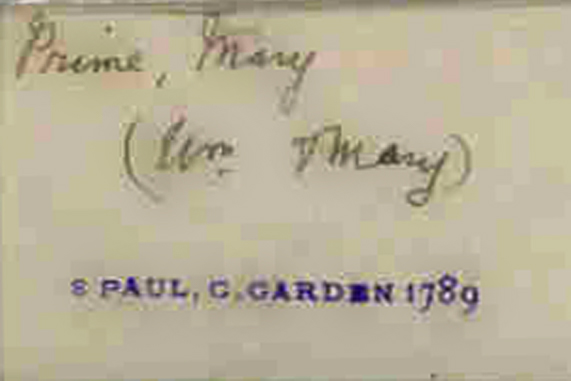 Prime, Mary
(Wm & Mary)
S PAUL, C. GARDEN 1789